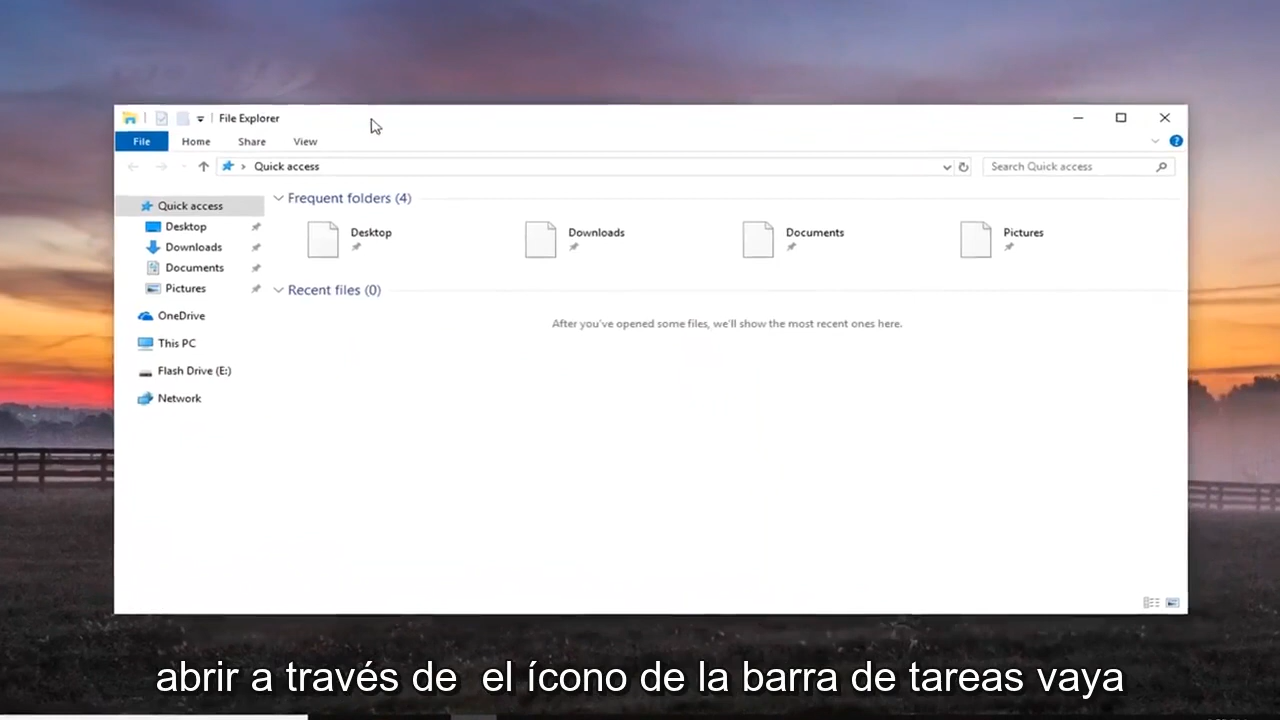 File Explorer
File Home Share View
Quick access
Search Quick access
Quick access
Desktop
Downloads
Documents
Pictures
OneDrive
This PC
Flash Drive (E:)
Network
Frequent folders (4)
Desktop
Downloads
Documents
Pictures
Recent files (0)
After you've opened some files, we'll show the most recent ones here.
abrir a través de el ícono de la barra de tareas vaya